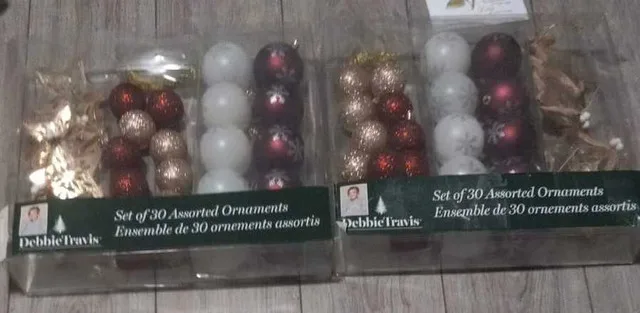 Set of 30 Assorted Ornaments
Ensemble de 30 ornements assortis
DebbieTravis
Set of 30 Assorted Ornaments
Ensemble de 30 ornements assortis
DebbieTravis